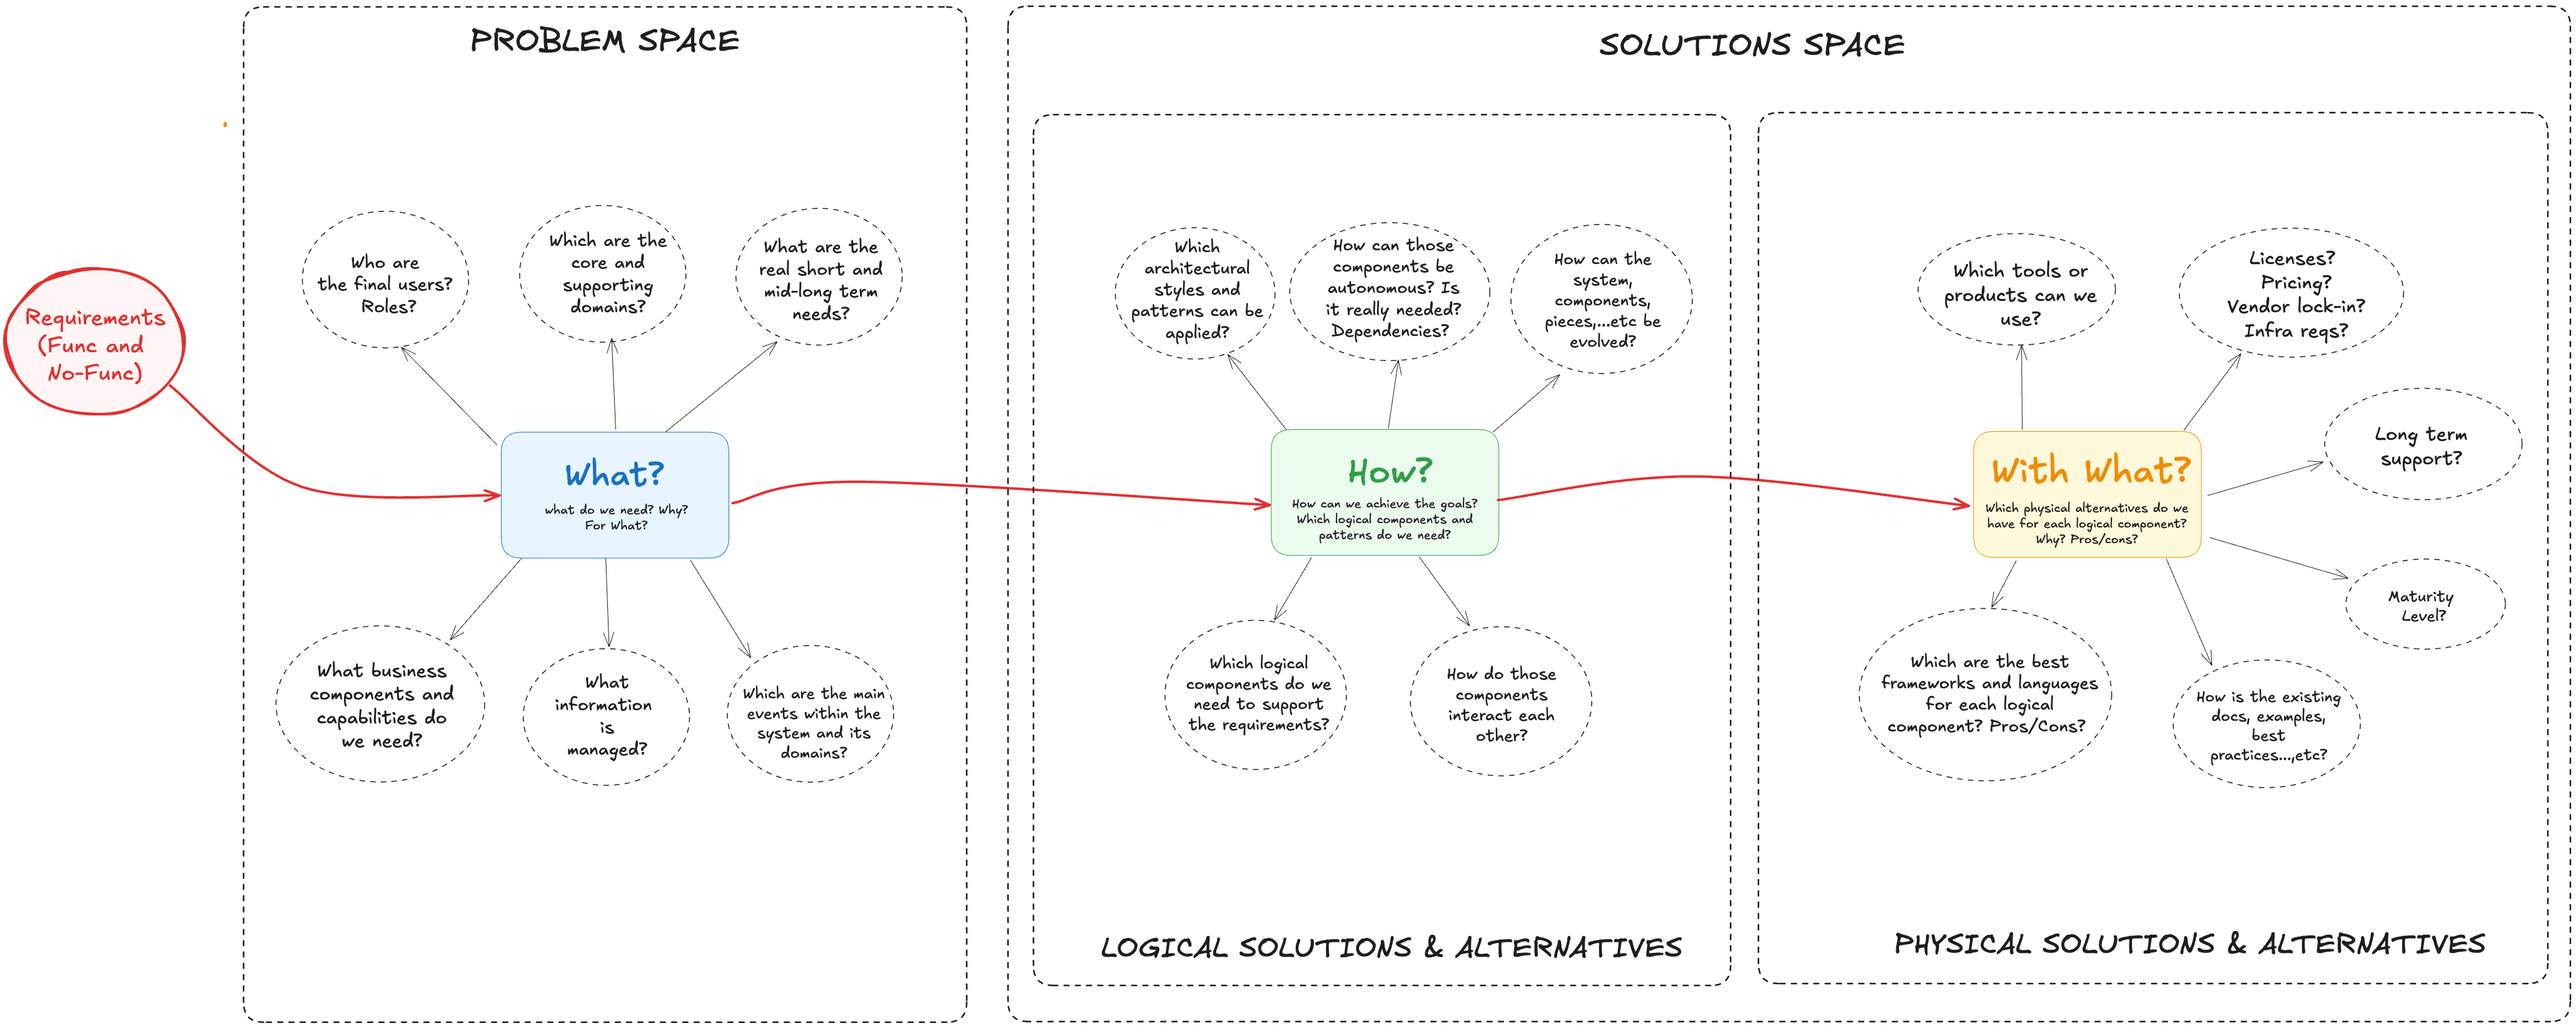 PROBLEM SPACE
SOLUTIONS SPACE
Requirements
(Func and
No-Func)
Who are
the final users?
Roles?
Which are the
core and
supporting
domains?
What are the
real short and
mid-long term
needs?
What?
what do we need? Why?
For What?
What business
components and
capabilities do
we need?
What
information
is
managed?
Which are the main
events within the
system and its
domains?
Which
architectural
styles and
patterns can be
applied?
How can those
components be
autonomous? Is
it really needed?
Dependencies?
How can the
system,
components,
pieces,...etc be
evolved?
How?
How can we achieve the goals?
Which logical components and
patterns do we need?
Which logical
components do we
need to support
the requirements?
How do those
components
interact each
other?
LOGICAL SOLUTIONS & ALTERNATIVES
Which tools or
products can we
use?
Licenses?
Pricing?
Vendor lock-in?
Infra reqs?
Long term
support?
With What?
Which physical alternatives do we
have for each logical component?
Why? Pros/cons?
Maturity
Level?
Which are the best
frameworks and languages
for each logical
component? Pros/Cons?
How is the existing
docs, examples,
best
practices...,etc?
PHYSICAL SOLUTIONS & ALTERNATIVES